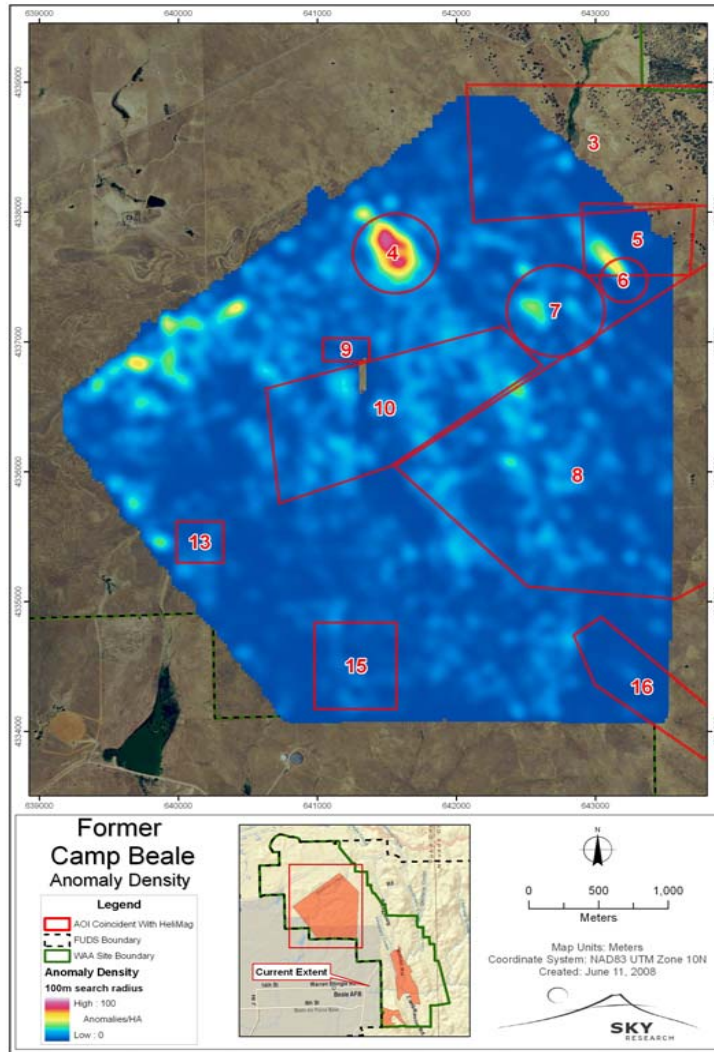 4339000
4338000
4337000
4336000
4335000
4334000
3
4
5
6
7
9
10
8
13
15
16
639000 640000 641000 642000 643000
Former
Camp Beale
Anomaly Density
Legend
AOI Coincident With HeliMag
FUDS Boundary
WAA Site Boundary
Anomaly Density
100m search radius
High : 100
Anomalies/HA
Low : 0
Current Extent
Beale AFB
N
0 500 1,000
Meters
Map Units: Meters
Coordinate System: NAD83 UTM Zone 10N
Created: June 11, 2008
SKY
RESEARCH